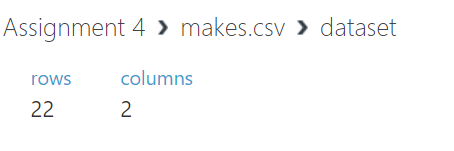 Assignment 4 > makes.csv > dataset
rows columns
22 2